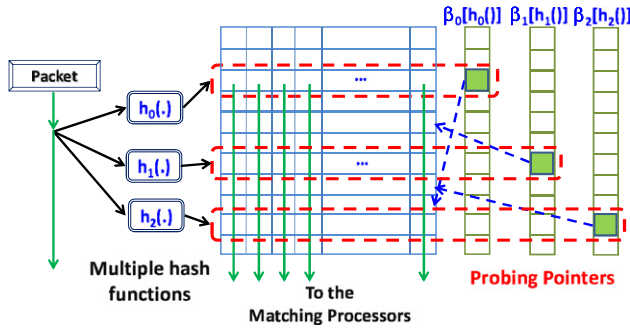 β0[h0()] β1[h1()] β2[h2()]
Packet
h0(.)
...
h1(.)
...
h2(.)
Multiple hash
functions
To the
Matching Processors
Probing Pointers